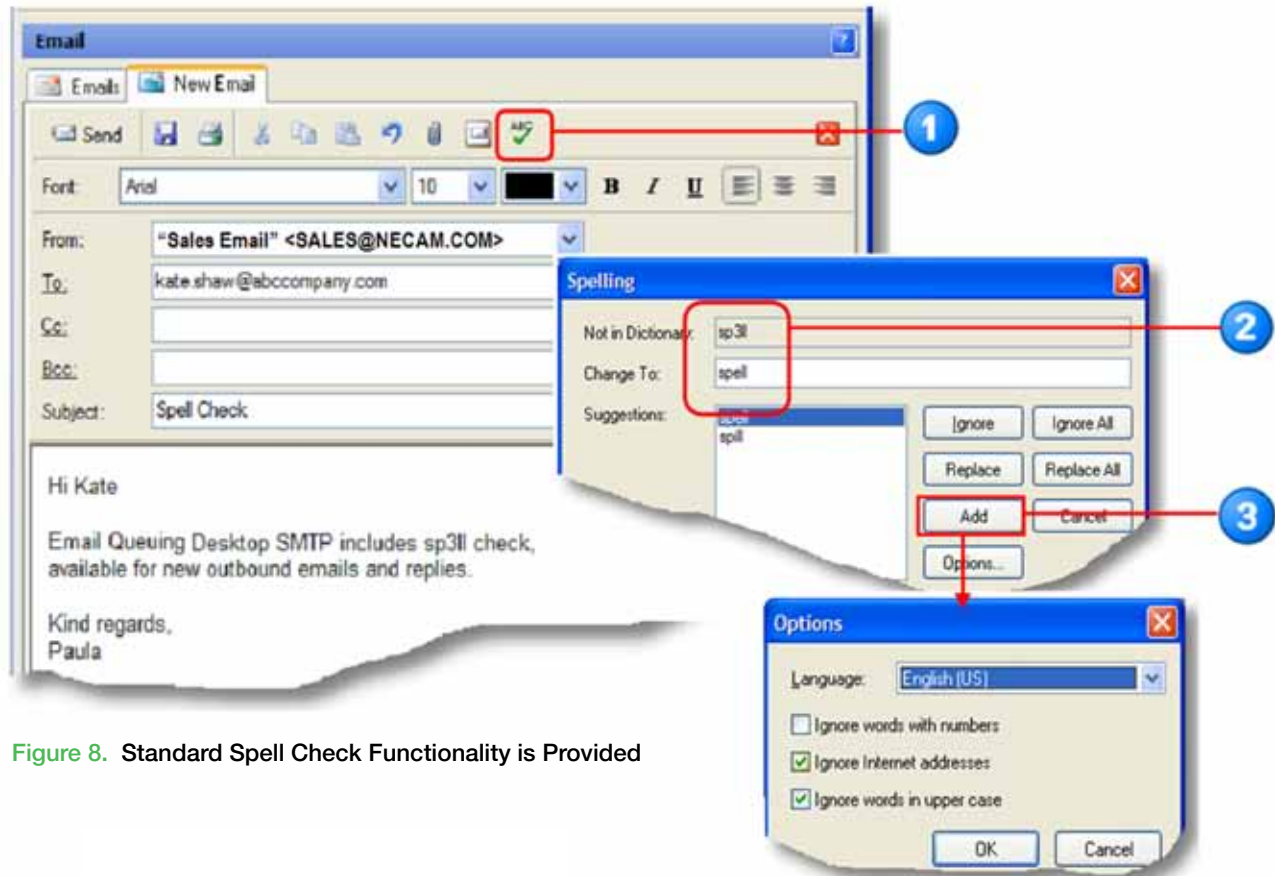 Email
Emails New Email
Send ABC
1
Font: Arial 10 B I U
From: "Sales Email" <SALES@NECAM.COM>
To: kate.shaw@abccompany.com
Cc:
Bcc:
Subject: Spell Check
Hi Kate
Email Queuing Desktop SMTP includes sp3ll check,
available for new outbound emails and replies.
Kind regards,
Paula
Spelling
Not in Dictionary: sp3ll
2
Change To: spell
Suggestions: spell
spill
Ignore Ignore All
Replace Replace All
Add Cancel
3
Options...
Options
Language: English (US)
Ignore words with numbers
Ignore Internet addresses
Ignore words in upper case
OK Cancel
Figure 8. Standard Spell Check Functionality is Provided